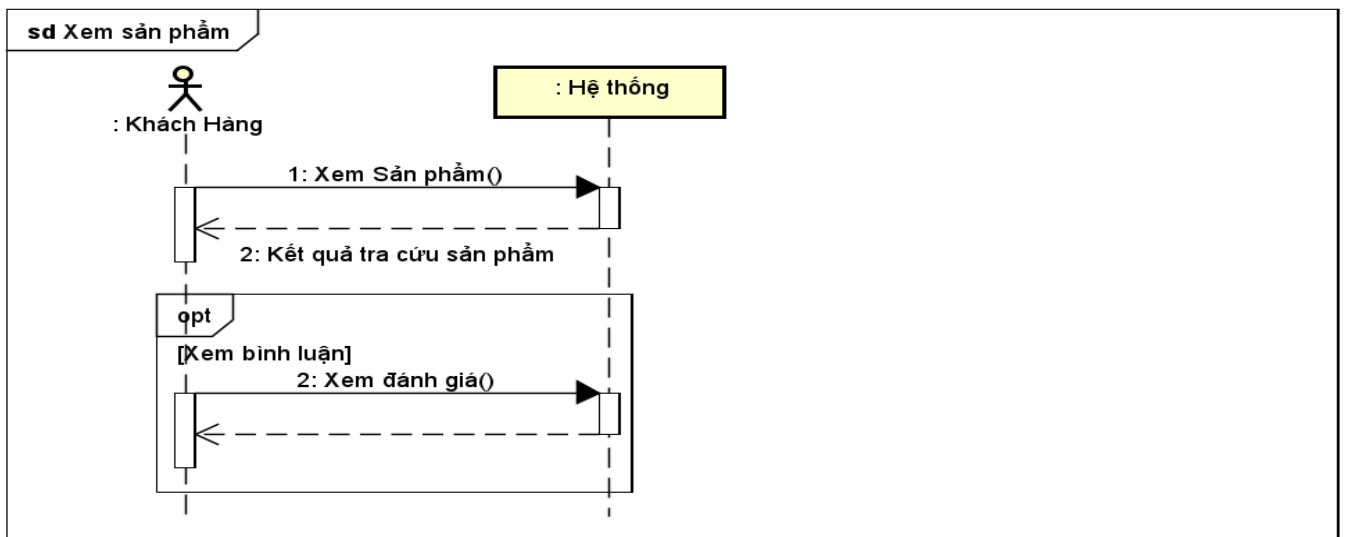 sd Xem sản phẩm
: Khách Hàng
: Hệ thống
1: Xem Sản phẩm()
2: Kết quả tra cứu sản phẩm
opt
[Xem bình luận]
2: Xem đánh giá()